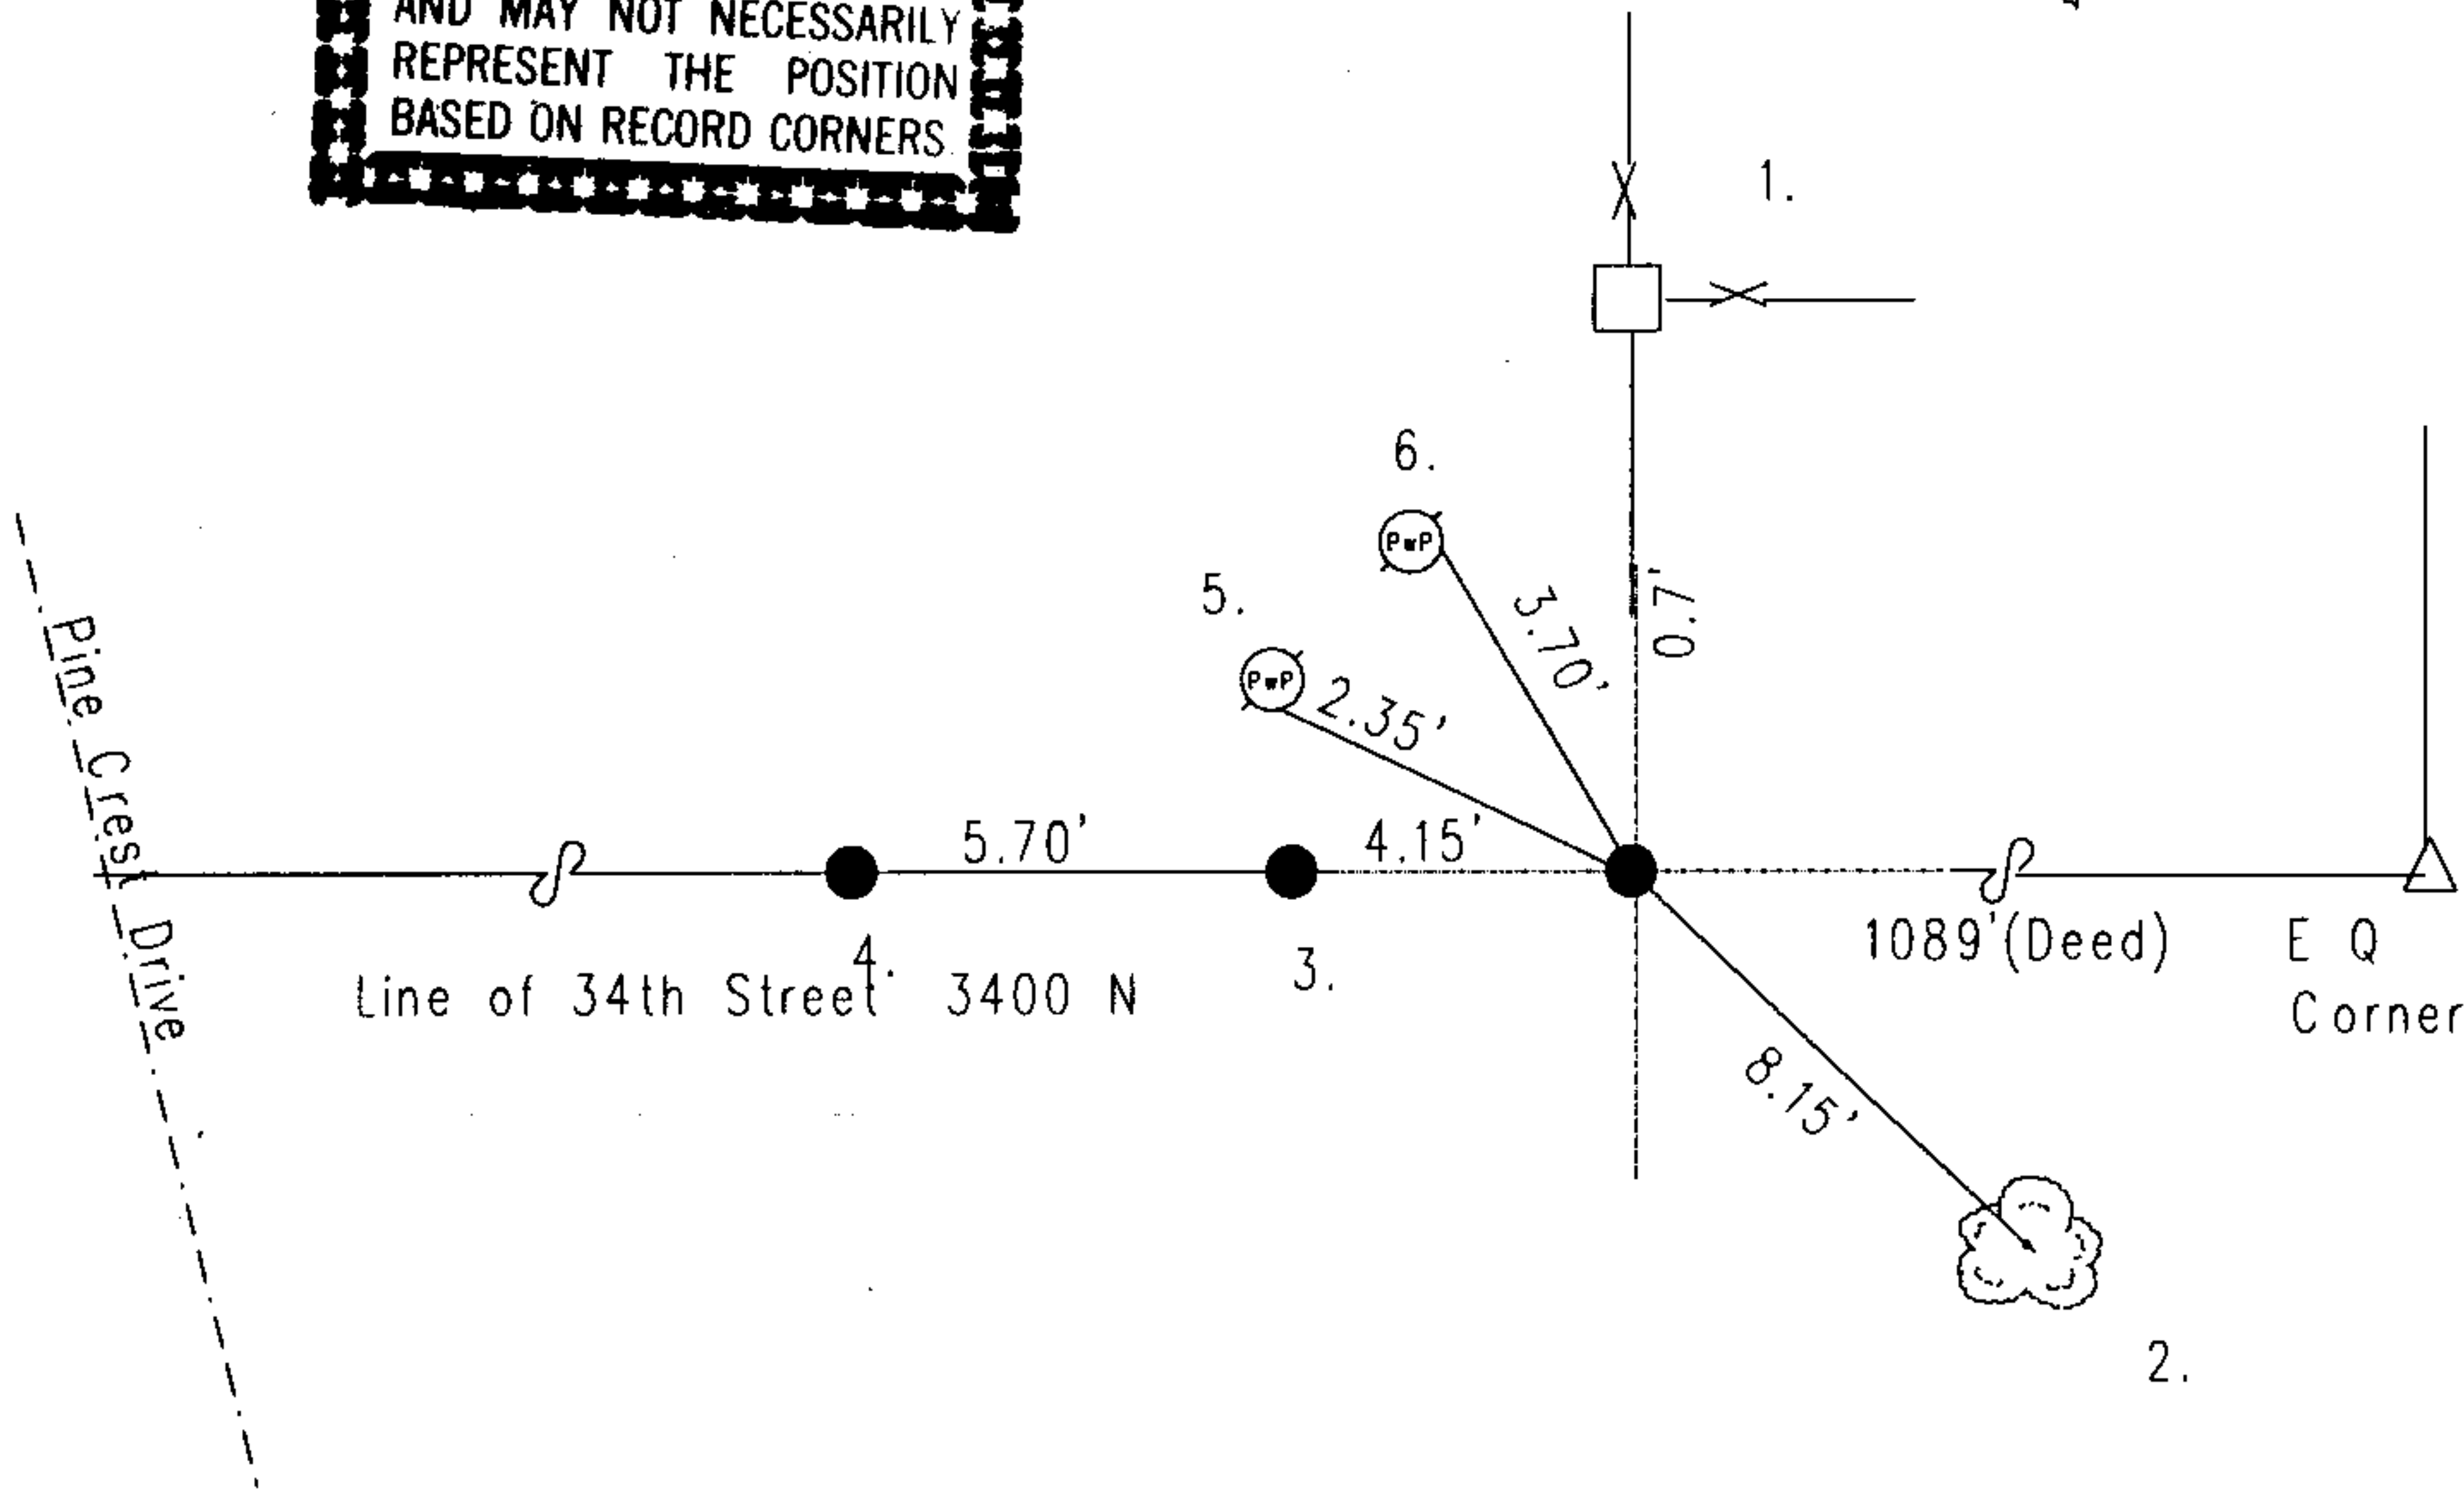 AND MAY NOT NECESSARILY
REPRESENT THE POSITION
BASED ON RECORD CORNERS
1.
6.
PwP
5.
PwP
3.70'
7.0'
2.35'
Pine Crest Drive
5.70'
4.15'
1089'(Deed)
E Q
Corner
4.
3.
Line of 34th Street 3400 N
8.15'
2.